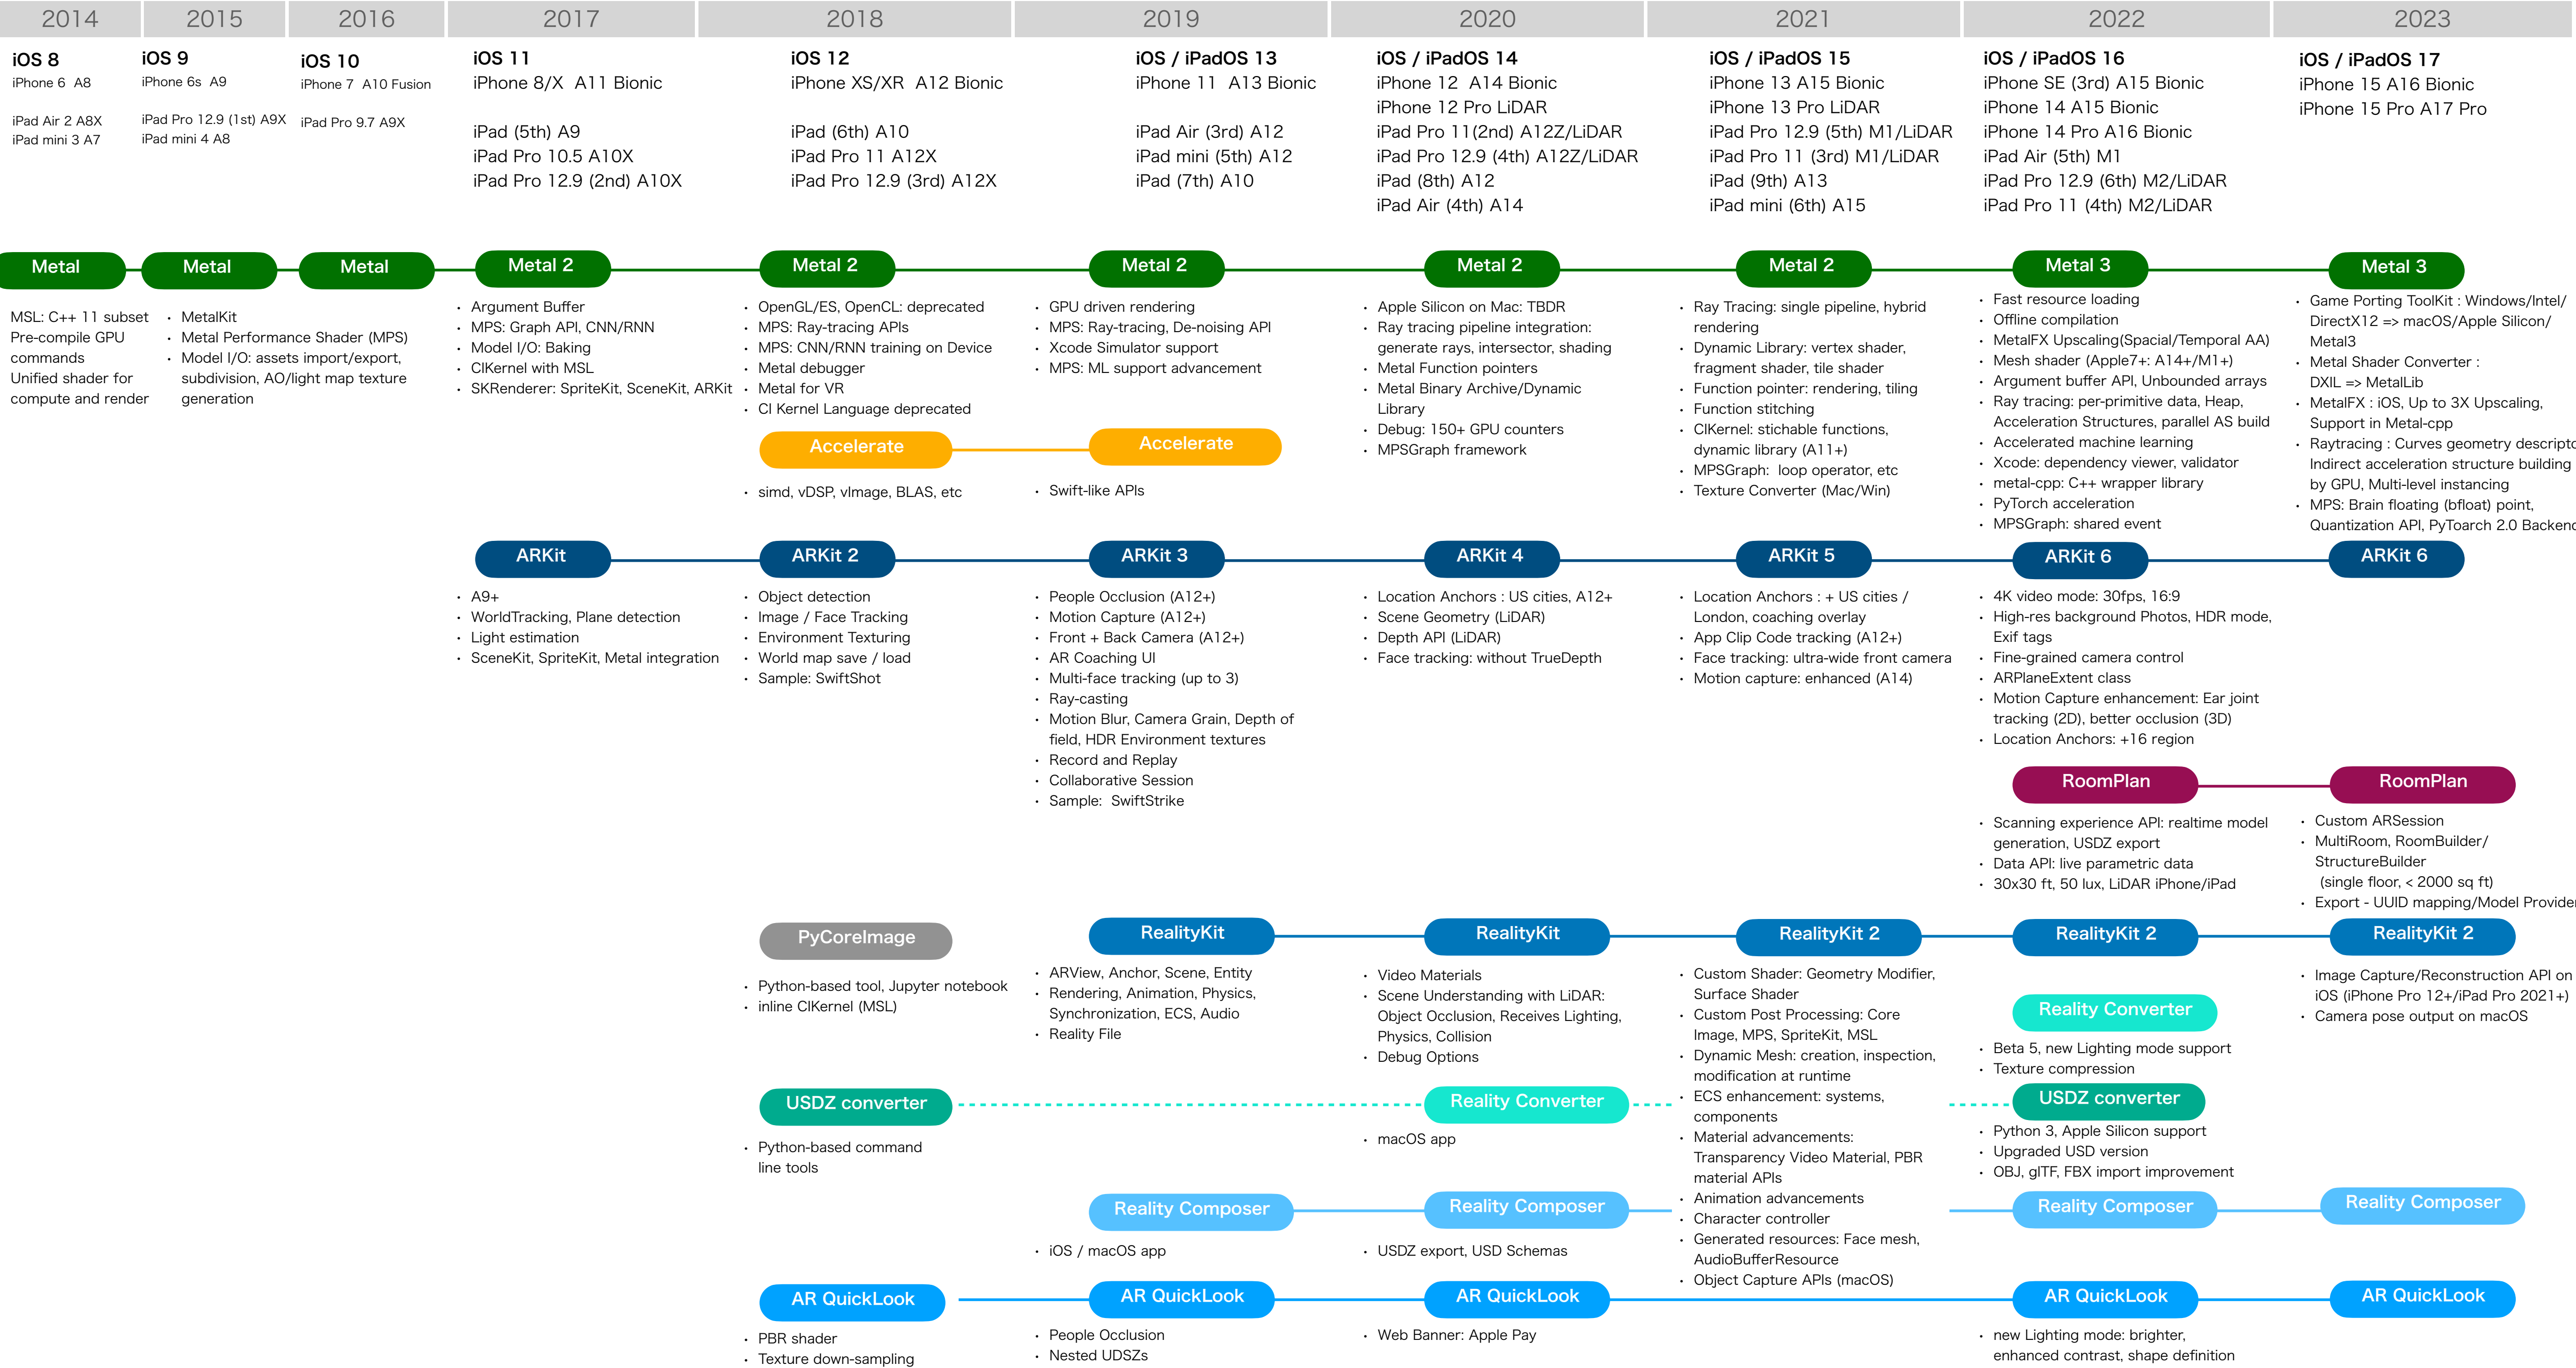 2014
2015
2016
2017
2018
2019
2020
2021
2022
2023
iOS 8
iPhone 6 A8
iPad Air 2 A8X
iPad mini 3 A7
iOS 9
iPhone 6s A9
iPad Pro 12.9 (1st) A9X
iPad mini 4 A8
iOS 10
iPhone 7 A10 Fusion
iPad Pro 9.7 A9X
iOS 11
iPhone 8/X A11 Bionic
iPad (5th) A9
iPad Pro 10.5 A10X
iPad Pro 12.9 (2nd) A10X
iOS 12
iPhone XS/XR A12 Bionic
iPad (6th) A10
iPad Pro 11 A12X
iPad Pro 12.9 (3rd) A12X
iOS / iPadOS 13
iPhone 11 A13 Bionic
iPad Air (3rd) A12
iPad mini (5th) A12
iPad (7th) A10
iOS / iPadOS 14
iPhone 12 A14 Bionic
iPhone 12 Pro LiDAR
iPad Pro 11(2nd) A12Z/LiDAR
iPad Pro 12.9 (4th) A12Z/LiDAR
iPad (8th) A12
iPad Air (4th) A14
iOS / iPadOS 15
iPhone 13 A15 Bionic
iPhone 13 Pro LiDAR
iPad Pro 12.9 (5th) M1/LiDAR
iPad Pro 11 (3rd) M1/LiDAR
iPad (9th) A13
iPad mini (6th) A15
iOS / iPadOS 16
iPhone SE (3rd) A15 Bionic
iPhone 14 A15 Bionic
iPhone 14 Pro A16 Bionic
iPad Air (5th) M1
iPad Pro 12.9 (6th) M2/LiDAR
iPad Pro 11 (4th) M2/LiDAR
iOS / iPadOS 17
iPhone 15 A16 Bionic
iPhone 15 Pro A17 Pro
Metal
MSL: C++ 11 subset
Pre-compile GPU
commands
Unified shader for
compute and render
Metal
• MetalKit
• Metal Performance Shader (MPS)
• Model I/O: assets import/export,
subdivision, AO/light map texture
generation
Metal
Metal 2
• Argument Buffer
• MPS: Graph API, CNN/RNN
• Model I/O: Baking
• CIKernel with MSL
• SKRenderer: SpriteKit, SceneKit, ARKit
Metal 2
• OpenGL/ES, OpenCL: deprecated
• MPS: Ray-tracing APIs
• MPS: CNN/RNN training on Device
• Metal debugger
• Metal for VR
• CI Kernel Language deprecated
Metal 2
• GPU driven rendering
• MPS: Ray-tracing, De-noising API
• Xcode Simulator support
• MPS: ML support advancement
Metal 2
• Apple Silicon on Mac: TBDR
• Ray tracing pipeline integration:
generate rays, intersector, shading
• Metal Function pointers
• Metal Binary Archive/Dynamic
Library
• Debug: 150+ GPU counters
• MPSGraph framework
Metal 2
• Ray Tracing: single pipeline, hybrid
rendering
• Dynamic Library: vertex shader,
fragment shader, tile shader
• Function pointer: rendering, tiling
• Function stitching
• CIKernel: stichable functions,
dynamic library (A11+)
• MPSGraph: loop operator, etc
• Texture Converter (Mac/Win)
Metal 3
• Fast resource loading
• Offline compilation
• MetalFX Upscaling(Spacial/Temporal AA)
• Mesh shader (Apple7+: A14+/M1+)
• Argument buffer API, Unbounded arrays
• Ray tracing: per-primitive data, Heap,
Acceleration Structures, parallel AS build
• Accelerated machine learning
• Xcode: dependency viewer, validator
• metal-cpp: C++ wrapper library
• PyTorch acceleration
• MPSGraph: shared event
Metal 3
• Game Porting ToolKit : Windows/Intel/
DirectX12 => macOS/Apple Silicon/
Metal3
• Metal Shader Converter :
DXIL => MetalLib
• MetalFX : iOS, Up to 3X Upscaling,
Support in Metal-cpp
• Raytracing : Curves geometry descripto
Indirect acceleration structure building
by GPU, Multi-level instancing
• MPS: Brain floating (bfloat) point,
Quantization API, PyToarch 2.0 Backend
Accelerate
• simd, vDSP, vImage, BLAS, etc
Accelerate
• Swift-like APIs
ARKit
• A9+
• WorldTracking, Plane detection
• Light estimation
• SceneKit, SpriteKit, Metal integration
ARKit 2
• Object detection
• Image / Face Tracking
• Environment Texturing
• World map save / load
• Sample: SwiftShot
ARKit 3
• People Occlusion (A12+)
• Motion Capture (A12+)
• Front + Back Camera (A12+)
• AR Coaching UI
• Multi-face tracking (up to 3)
• Ray-casting
• Motion Blur, Camera Grain, Depth of
field, HDR Environment textures
• Record and Replay
• Collaborative Session
• Sample: SwiftStrike
ARKit 4
• Location Anchors : US cities, A12+
• Scene Geometry (LiDAR)
• Depth API (LiDAR)
• Face tracking: without TrueDepth
ARKit 5
• Location Anchors : + US cities /
London, coaching overlay
• App Clip Code tracking (A12+)
• Face tracking: ultra-wide front camera
• Motion capture: enhanced (A14)
ARKit 6
• 4K video mode: 30fps, 16:9
• High-res background Photos, HDR mode,
Exif tags
• Fine-grained camera control
• ARPlaneExtent class
• Motion Capture enhancement: Ear joint
tracking (2D), better occlusion (3D)
• Location Anchors: +16 region
ARKit 6
RoomPlan
• Scanning experience API: realtime model
generation, USDZ export
• Data API: live parametric data
• 30x30 ft, 50 lux, LiDAR iPhone/iPad
RoomPlan
• Custom ARSession
• MultiRoom, RoomBuilder/
StructureBuilder
(single floor, < 2000 sq ft)
• Export - UUID mapping/Model Provider
PyCoreImage
• Python-based tool, Jupyter notebook
• inline CIKernel (MSL)
RealityKit
• ARView, Anchor, Scene, Entity
• Rendering, Animation, Physics,
Synchronization, ECS, Audio
• Reality File
RealityKit
• Video Materials
• Scene Understanding with LiDAR:
Object Occlusion, Receives Lighting,
Physics, Collision
• Debug Options
RealityKit 2
• Custom Shader: Geometry Modifier,
Surface Shader
• Custom Post Processing: Core
Image, MPS, SpriteKit, MSL
• Dynamic Mesh: creation, inspection,
modification at runtime
• ECS enhancement: systems,
components
• Material advancements:
Transparency Video Material, PBR
material APIs
• Animation advancements
• Character controller
• Generated resources: Face mesh,
AudioBufferResource
• Object Capture APIs (macOS)
RealityKit 2
RealityKit 2
• Image Capture/Reconstruction API on
iOS (iPhone Pro 12+/iPad Pro 2021+)
• Camera pose output on macOS
Reality Converter
• Beta 5, new Lighting mode support
• Texture compression
USDZ converter
• Python-based command
line tools
Reality Converter
• macOS app
USDZ converter
• Python 3, Apple Silicon support
• Upgraded USD version
• OBJ, glTF, FBX import improvement
Reality Composer
• iOS / macOS app
Reality Composer
• USDZ export, USD Schemas
Reality Composer
Reality Composer
AR QuickLook
• PBR shader
• Texture down-sampling
AR QuickLook
• People Occlusion
• Nested UDSZs
AR QuickLook
• Web Banner: Apple Pay
AR QuickLook
• new Lighting mode: brighter,
enhanced contrast, shape definition
AR QuickLook